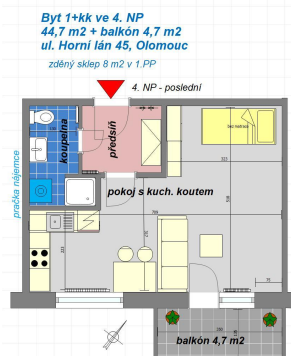 Byt 1+kk ve 4. NP
44,7 m2 + balkón 4,7 m2
ul. Horní lán 45, Olomouc
zděný sklep 8 m2 v 1.PP
4. NP - poslední
koupelna
předsíň
bez matrace
pračka nájemce
pokoj s kuch. koutem
balkón 4,7 m2